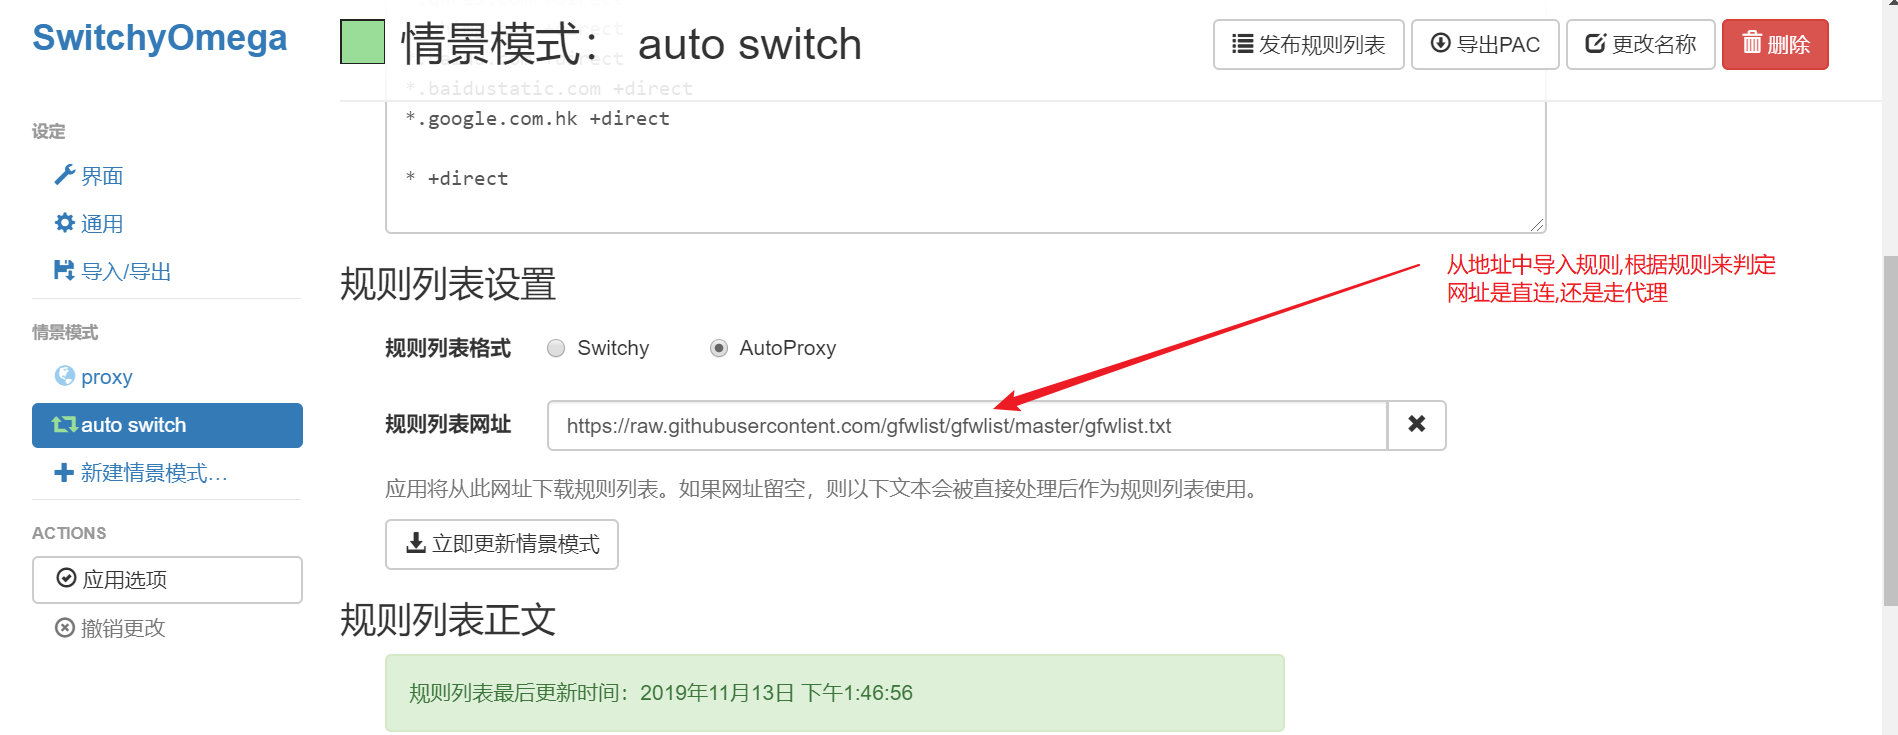 SwitchyOmega
情景模式： auto switch
发布规则列表
导出PAC
更改名称
删除
*.baidustatic.com +direct
*.google.com.hk +direct
* +direct
设定
界面
通用
导入/导出
情景模式
proxy
auto switch
新建情景模式…
ACTIONS
应用选项
撤销更改
规则列表设置
从地址中导入规则,根据规则来判定
网址是直连,还是走代理
规则列表格式 Switchy AutoProxy
规则列表网址 https://raw.githubusercontent.com/gfwlist/gfwlist/master/gfwlist.txt
应用将从此网址下载规则列表。如果网址留空，则以下文本会被直接处理后作为规则列表使用。
立即更新情景模式
规则列表正文
规则列表最后更新时间：2019年11月13日 下午1:46:56